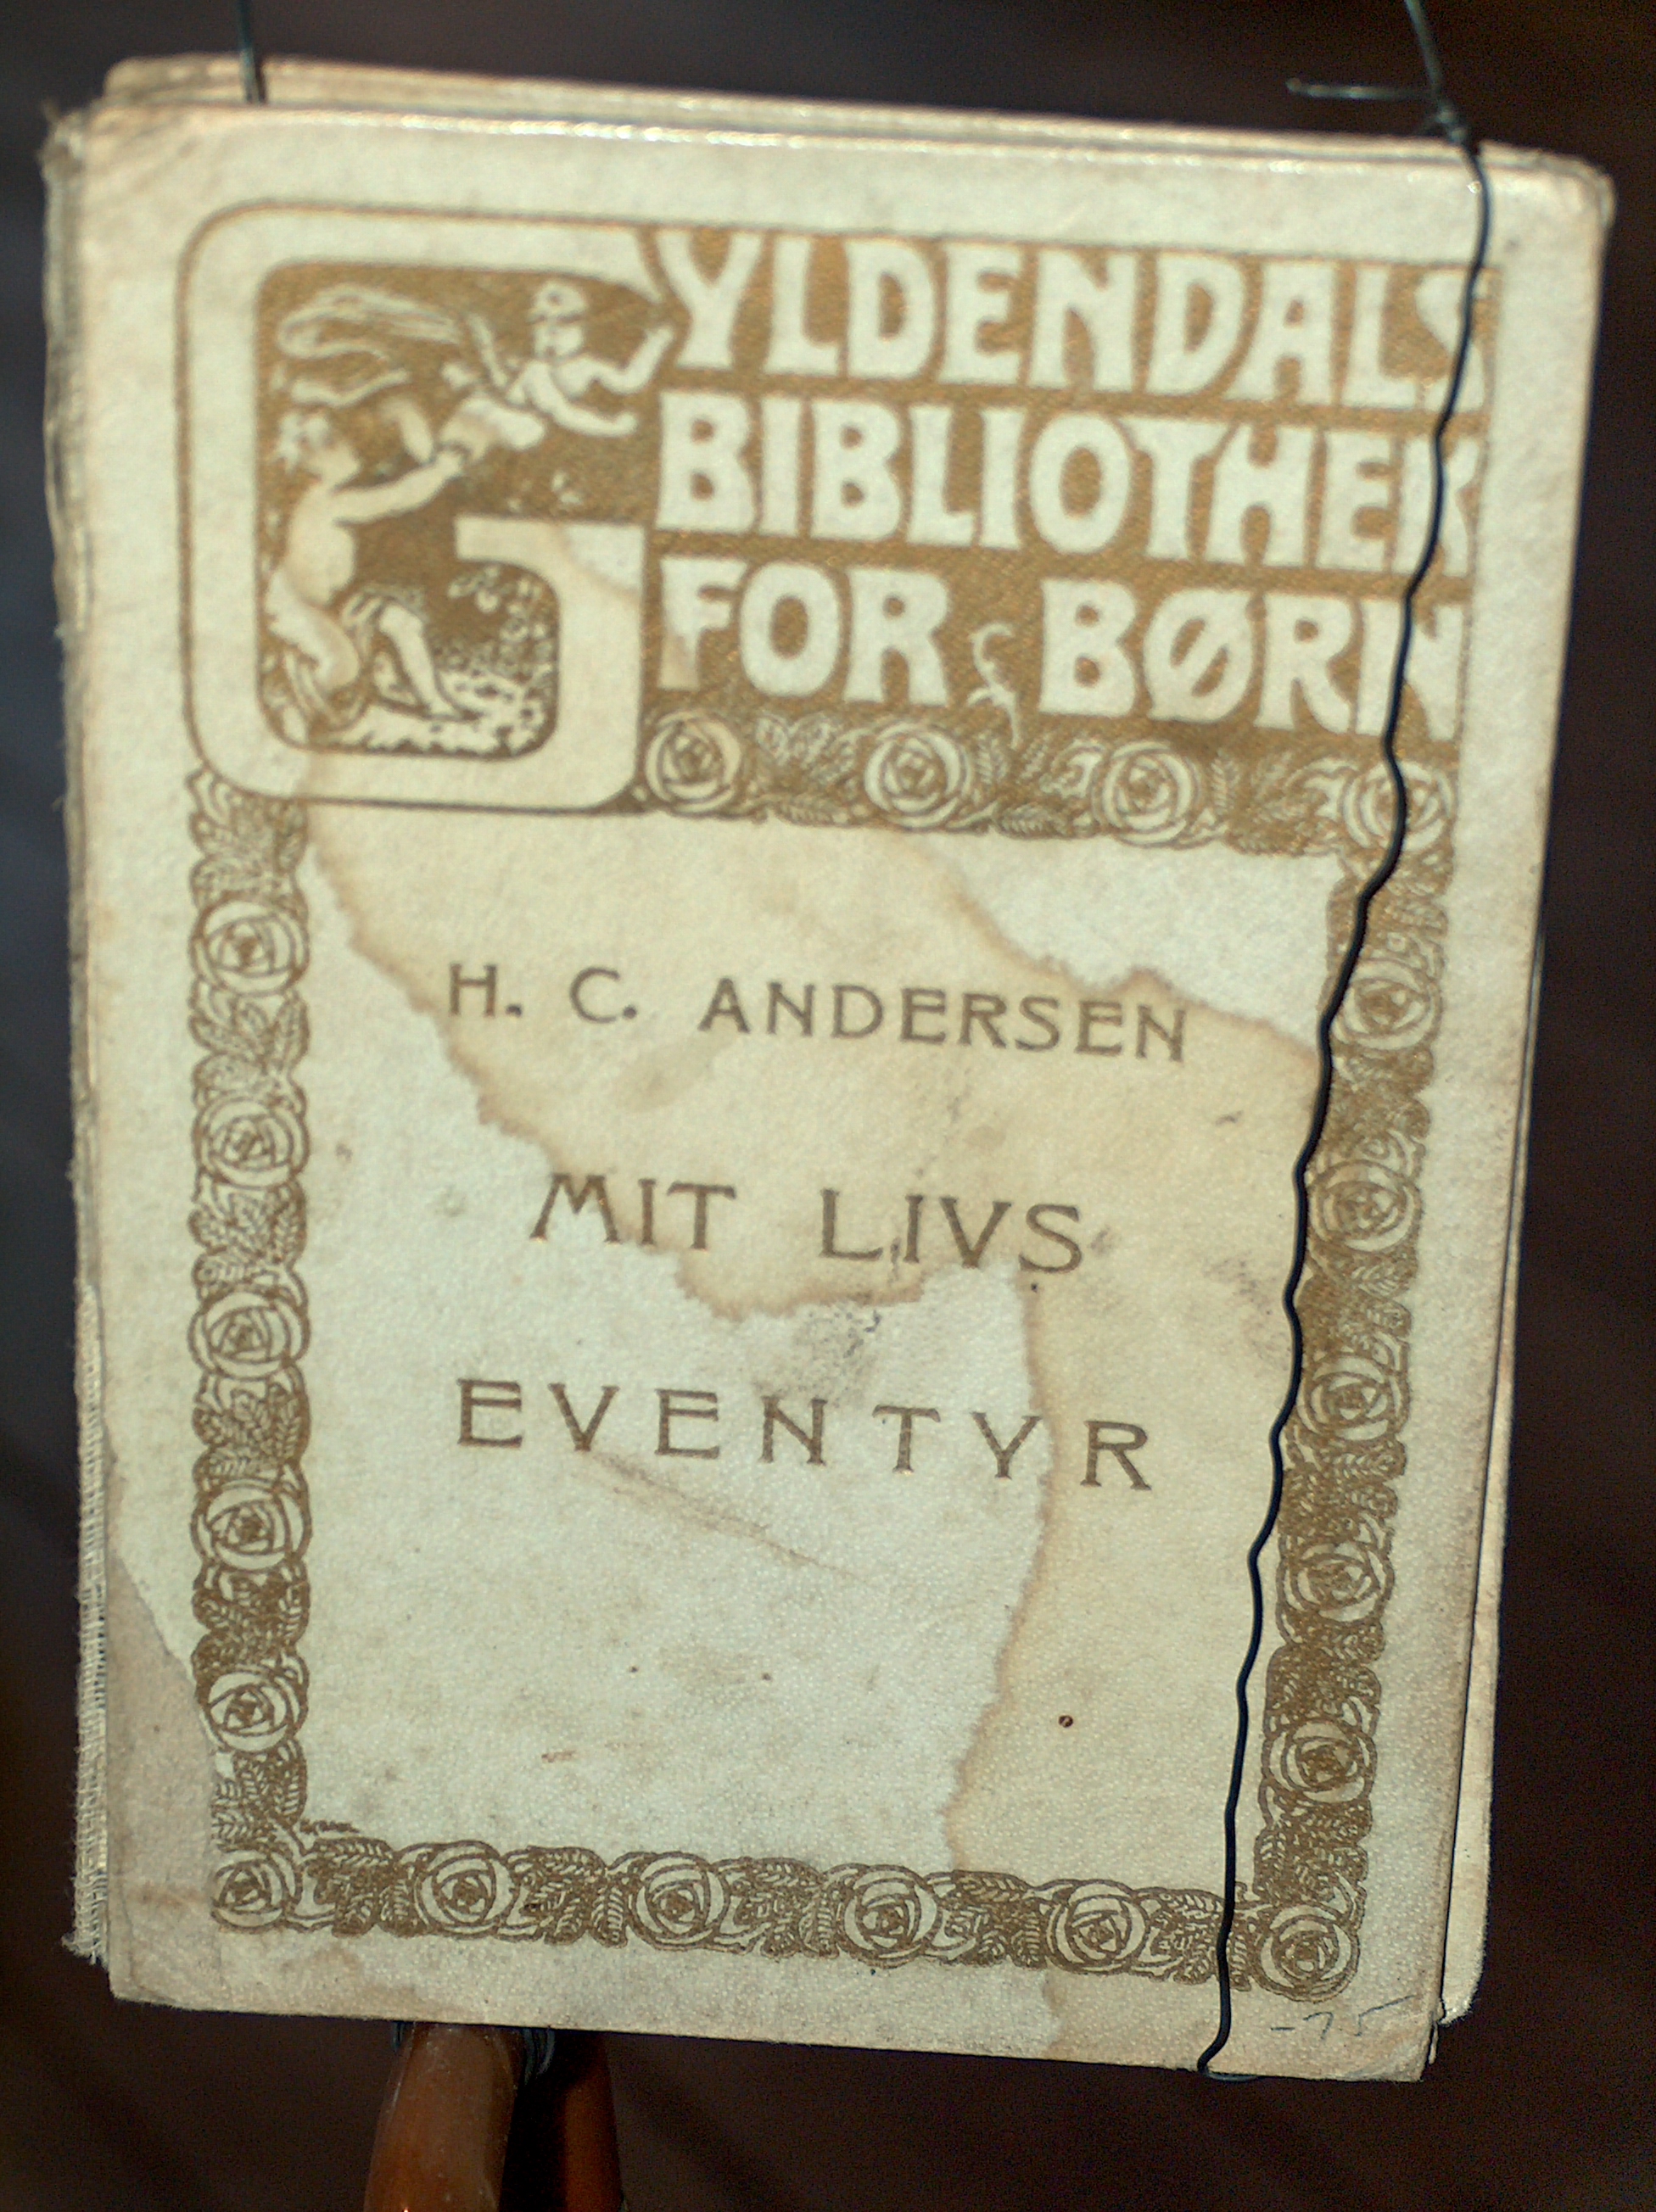 GYLDENDALS
BIBLIOTHEK
FOR BØRN
H. C. ANDERSEN
MIT LIVS
EVENTYR
-75